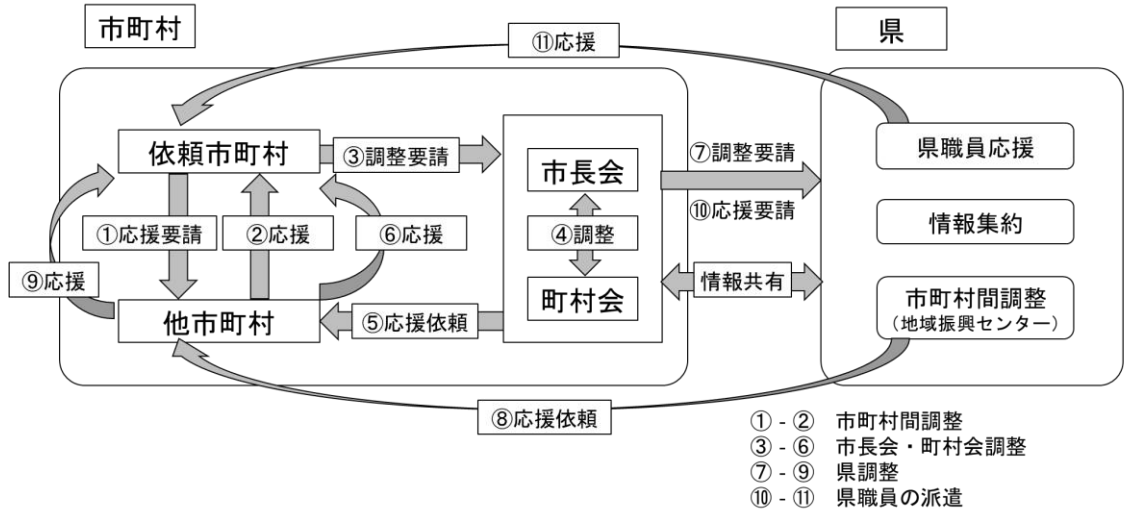 市町村
県
⑪応援
依頼市町村
③調整要請
市長会
⑦調整要請
県職員応援
①応援要請
②応援
⑥応援
④調整
⑩応援要請
情報集約
⑨応援
他市町村
⑤応援依頼
町村会
情報共有
市町村間調整
(地域振興センター)
⑧応援依頼
① - ② 市町村間調整
③ - ⑥ 市長会・町村会調整
⑦ - ⑨ 県調整
⑩ - ⑪ 県職員の派遣